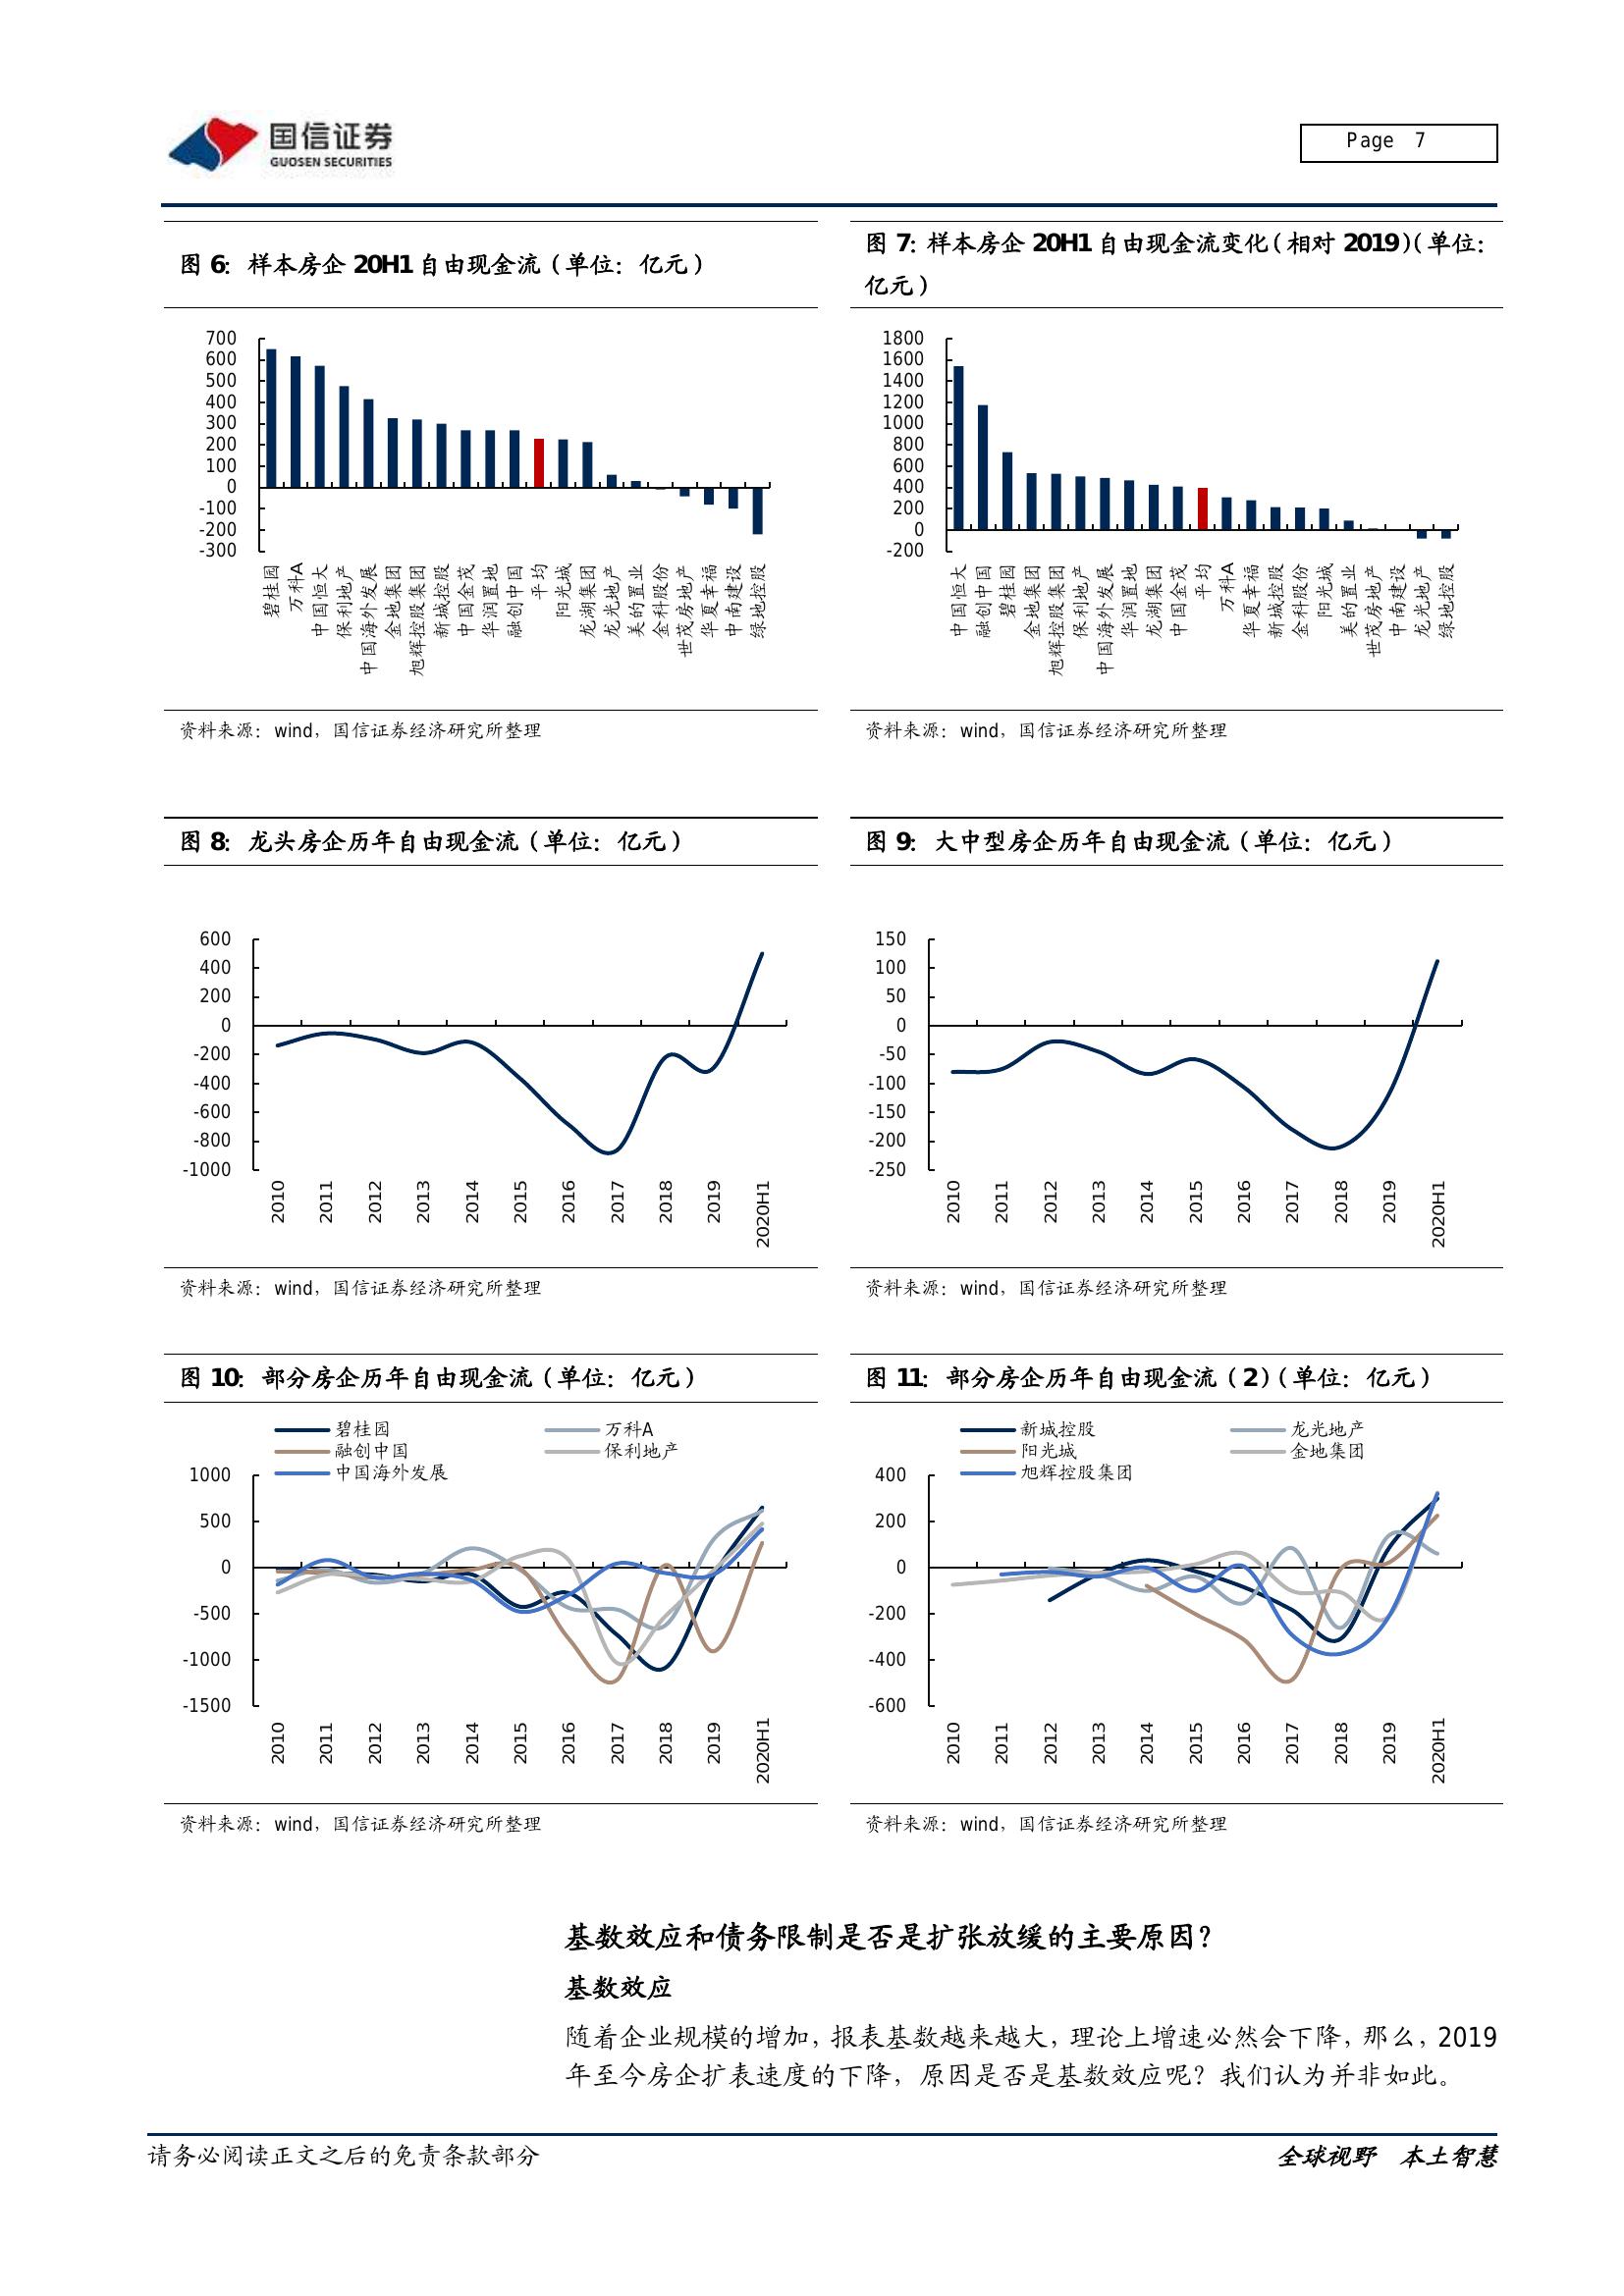 国信证券
GUOSEN SECURITIES
Page 7
图 6：样本房企 20H1 自由现金流（单位：亿元）
700
600
500
400
300
200
100
0
-100
-200
-300
碧桂园
万科A
中国恒大
保利地产
中国海外发展
金地集团
旭辉控股集团
新城控股
中国金茂
华润置地
融创中国
平均
阳光城
龙湖集团
龙光地产
美的置业
金科股份
世茂房地产
华夏幸福
中南建设
绿地控股
资料来源：wind，国信证券经济研究所整理
图 7：样本房企 20H1 自由现金流变化（相对 2019）（单位：
亿元）
1800
1600
1400
1200
1000
800
600
400
200
0
-200
中国恒大
融创中国
碧桂园
金地集团
旭辉控股集团
保利地产
中国海外发展
华润置地
龙湖集团
中国金茂
平均
万科A
华夏幸福
新城控股
金科股份
阳光城
美的置业
世茂房地产
中南建设
龙光地产
绿地控股
资料来源：wind，国信证券经济研究所整理
图 8：龙头房企历年自由现金流（单位：亿元）
600
400
200
0
-200
-400
-600
-800
-1000
2010
2011
2012
2013
2014
2015
2016
2017
2018
2019
2020H1
资料来源：wind，国信证券经济研究所整理
图 9：大中型房企历年自由现金流（单位：亿元）
150
100
50
0
-50
-100
-150
-200
-250
2010
2011
2012
2013
2014
2015
2016
2017
2018
2019
2020H1
资料来源：wind，国信证券经济研究所整理
图 10：部分房企历年自由现金流（单位：亿元）
碧桂园
万科A
融创中国
保利地产
中国海外发展
1000
500
0
-500
-1000
-1500
2010
2011
2012
2013
2014
2015
2016
2017
2018
2019
2020H1
资料来源：wind，国信证券经济研究所整理
图 11：部分房企历年自由现金流（2）（单位：亿元）
新城控股
龙光地产
阳光城
金地集团
旭辉控股集团
400
200
0
-200
-400
-600
2010
2011
2012
2013
2014
2015
2016
2017
2018
2019
2020H1
资料来源：wind，国信证券经济研究所整理
基数效应和债务限制是否是扩张放缓的主要原因？
基数效应
随着企业规模的增加，报表基数越来越大，理论上增速必然会下降，那么，2019
年至今房企扩表速度的下降，原因是否是基数效应呢？我们认为并非如此。
请务必阅读正文之后的免责条款部分
全球视野 本土智慧